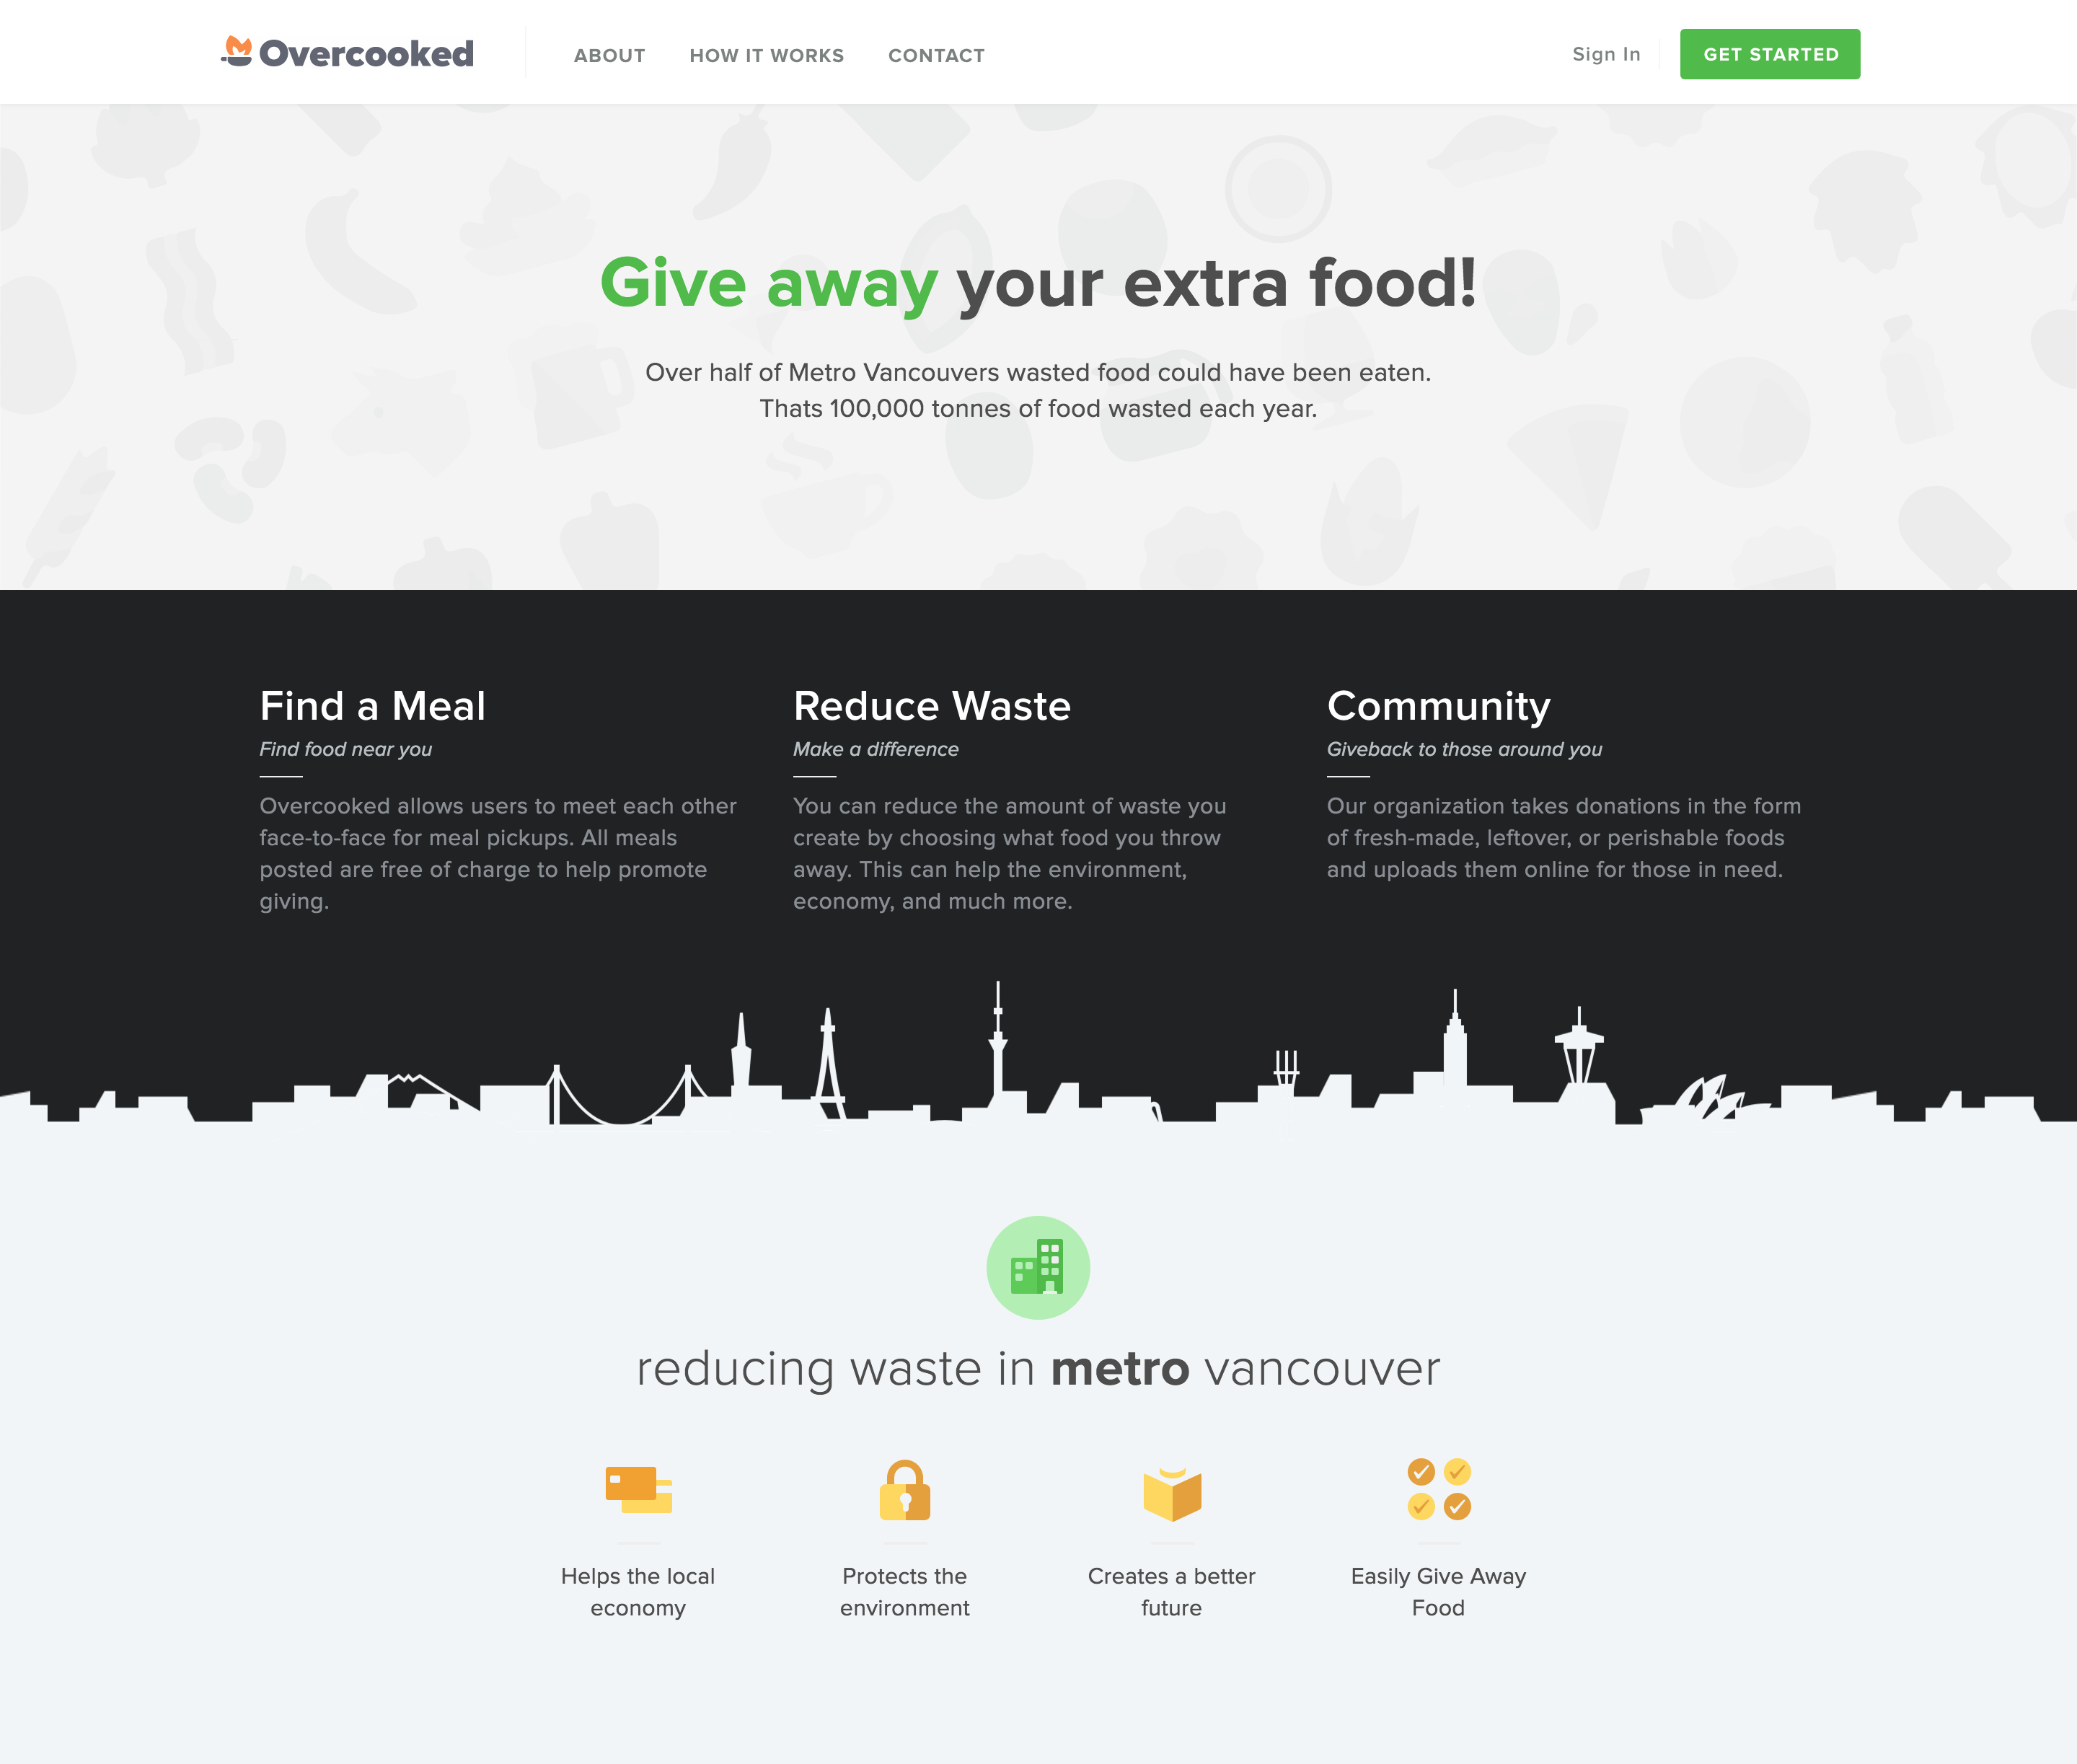 Overcooked
ABOUT
HOW IT WORKS
CONTACT
Sign In
GET STARTED
Give away your extra food!
Over half of Metro Vancouvers wasted food could have been eaten.
Thats 100,000 tonnes of food wasted each year.
Find a Meal
Find food near you
Overcooked allows users to meet each other
face-to-face for meal pickups. All meals
posted are free of charge to help promote
giving.
Reduce Waste
Make a difference
You can reduce the amount of waste you
create by choosing what food you throw
away. This can help the environment,
economy, and much more.
Community
Giveback to those around you
Our organization takes donations in the form
of fresh-made, leftover, or perishable foods
and uploads them online for those in need.
reducing waste in metro vancouver
Helps the local
economy
Protects the
environment
Creates a better
future
Easily Give Away
Food